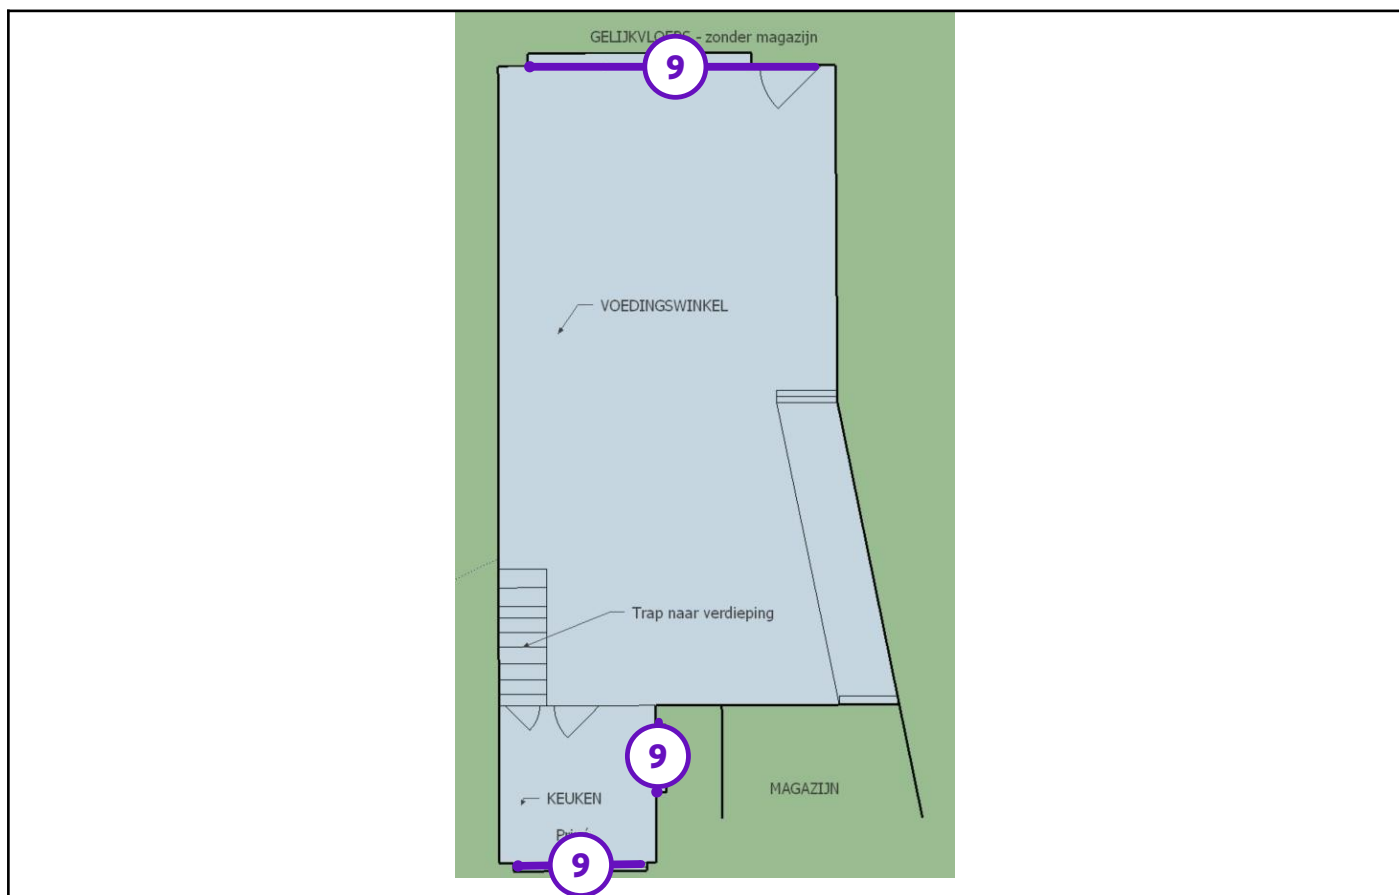 GELIJKVLOERS - zonder magazijn
9
VOEDINGSWINKEL
Trap naar verdieping
9
MAGAZIJN
KEUKEN
9